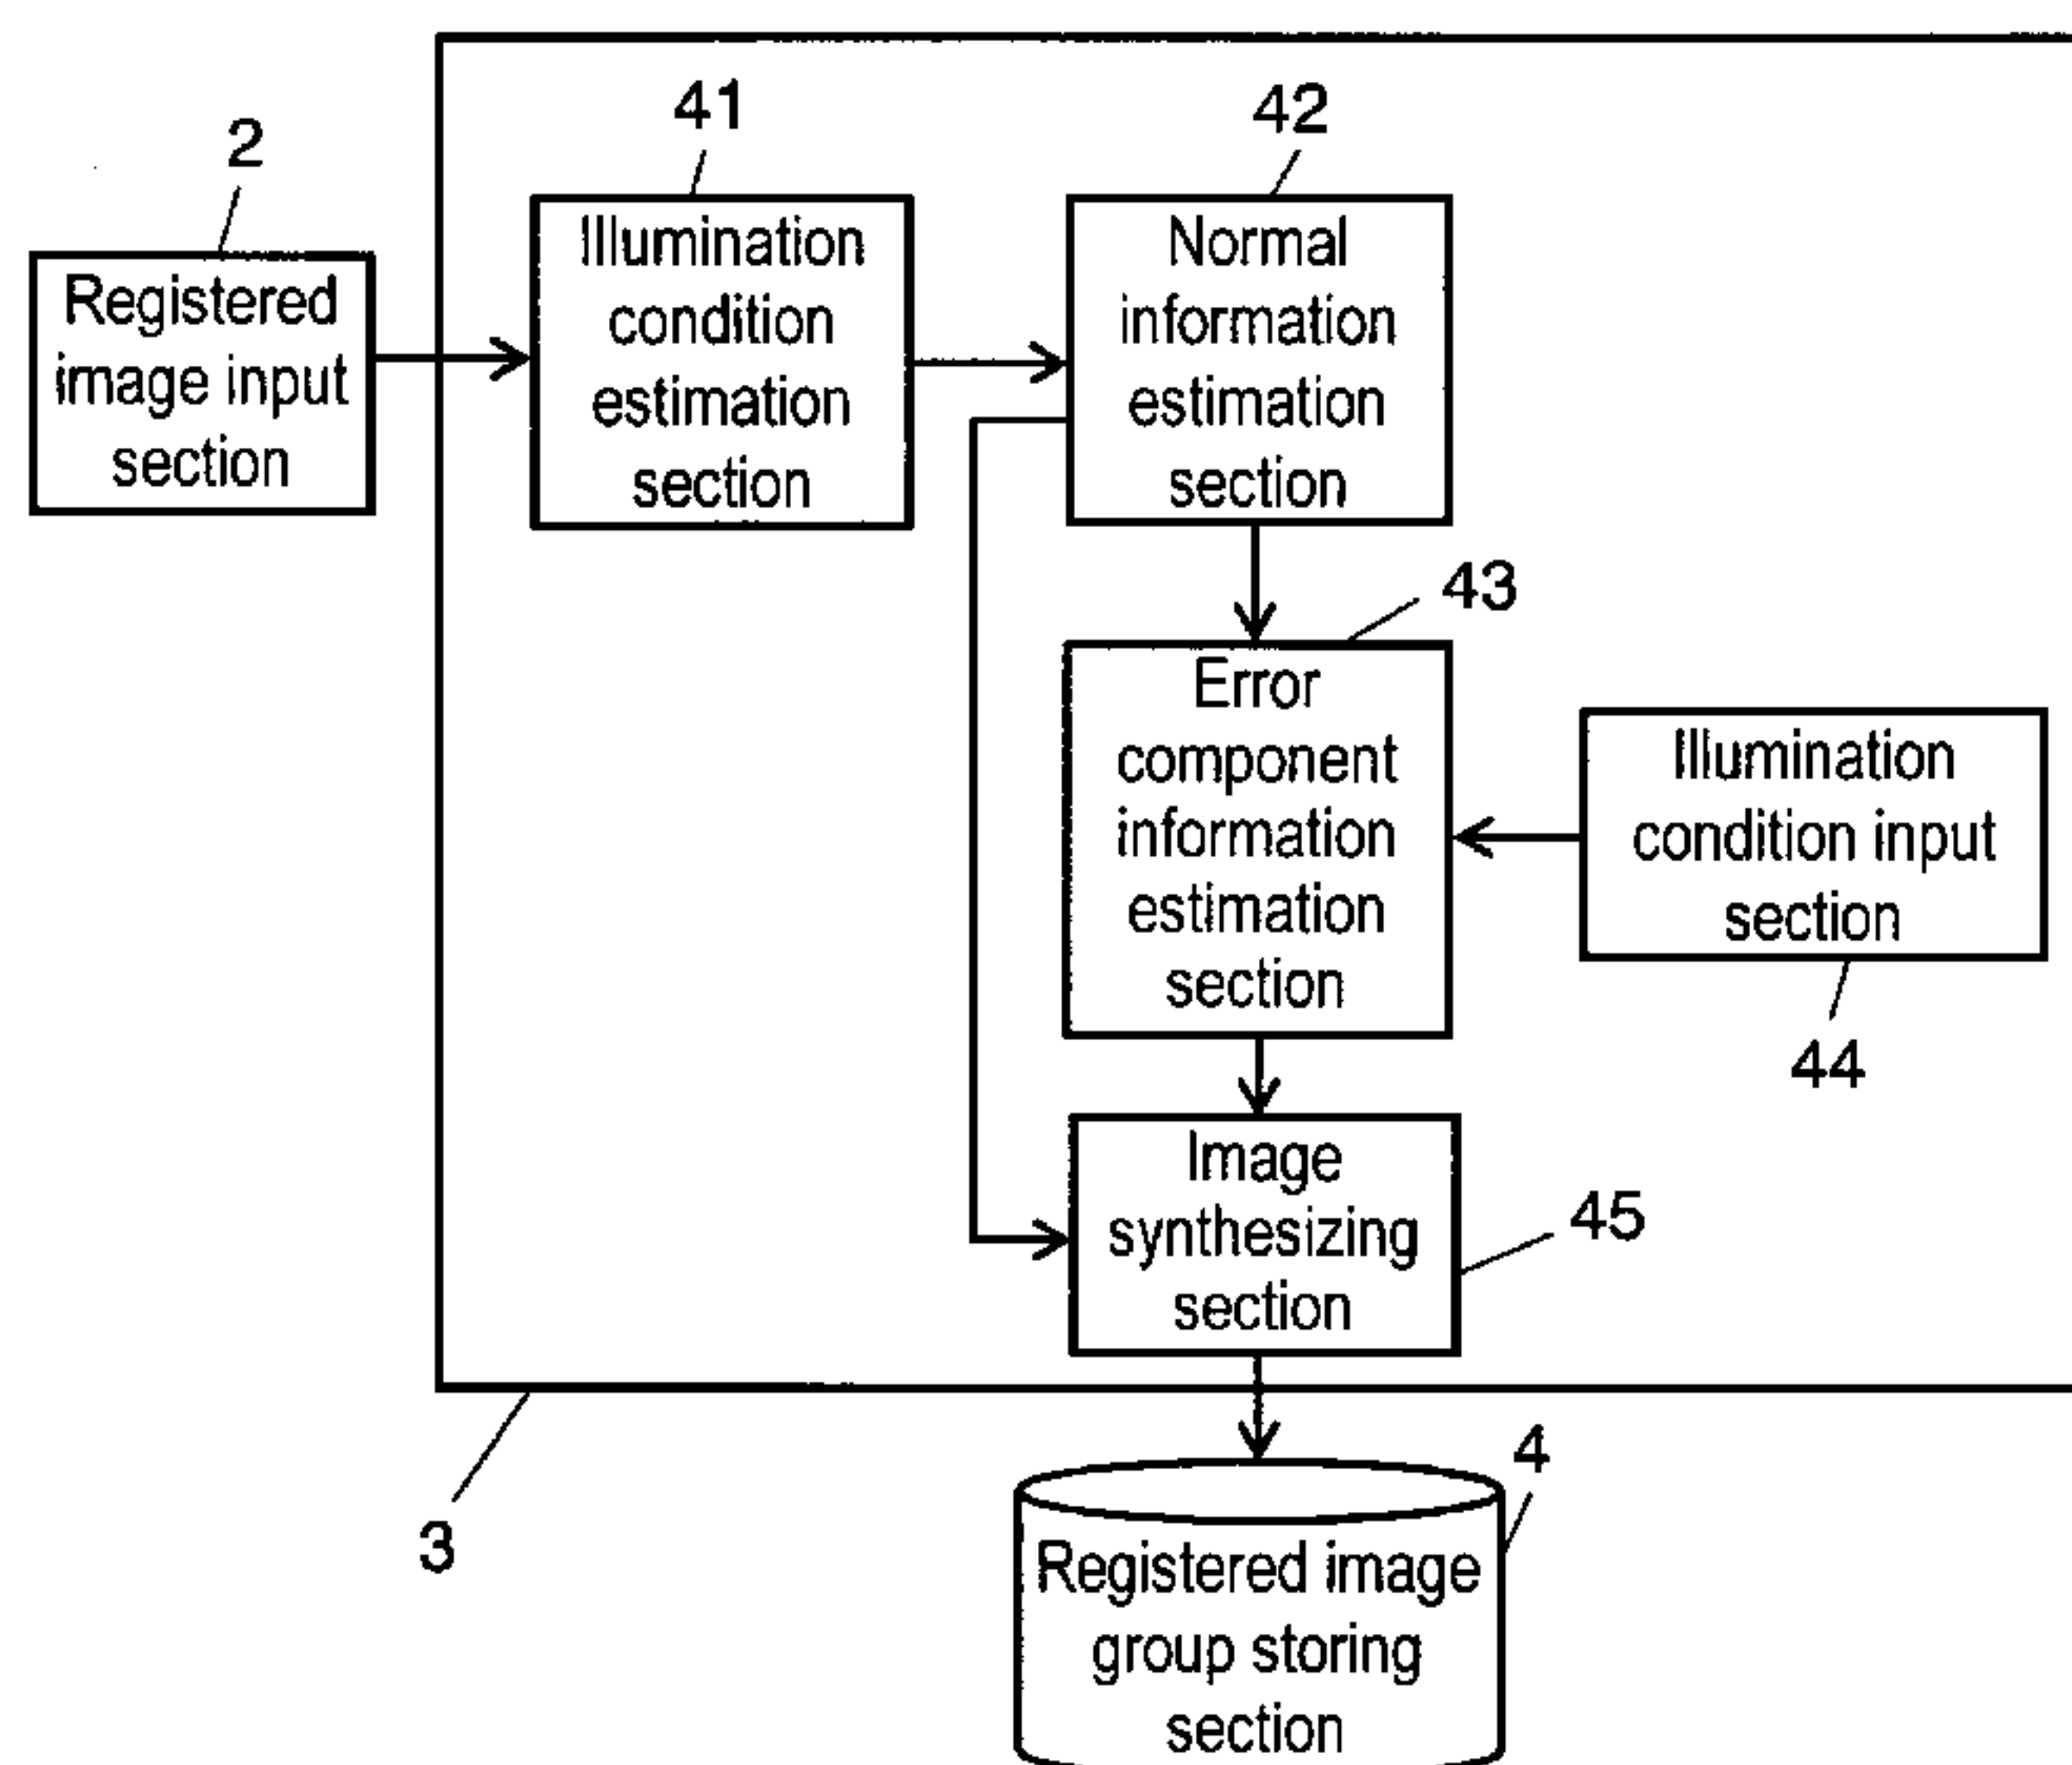 2
Registered
image input
section
41
Illumination
condition
estimation
section
42
Normal
information
estimation
section
43
Error
component
information
estimation
section
Illumination
condition input
section
44
Image
synthesizing
section
45
3
4
Registered image
group storing
section